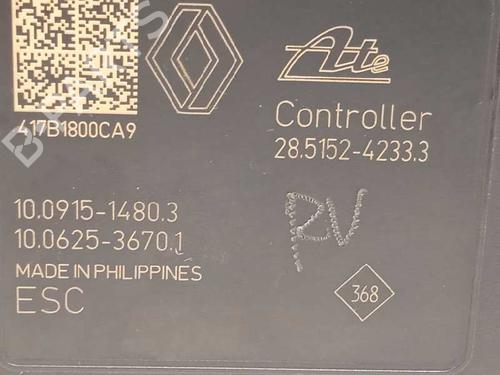 Ate
417B1800CA9
Controller
28.5152-4233.3
10.0915-1480.3
10.0625-3670.1
RV
MADE IN PHILIPPINES
ESC
368